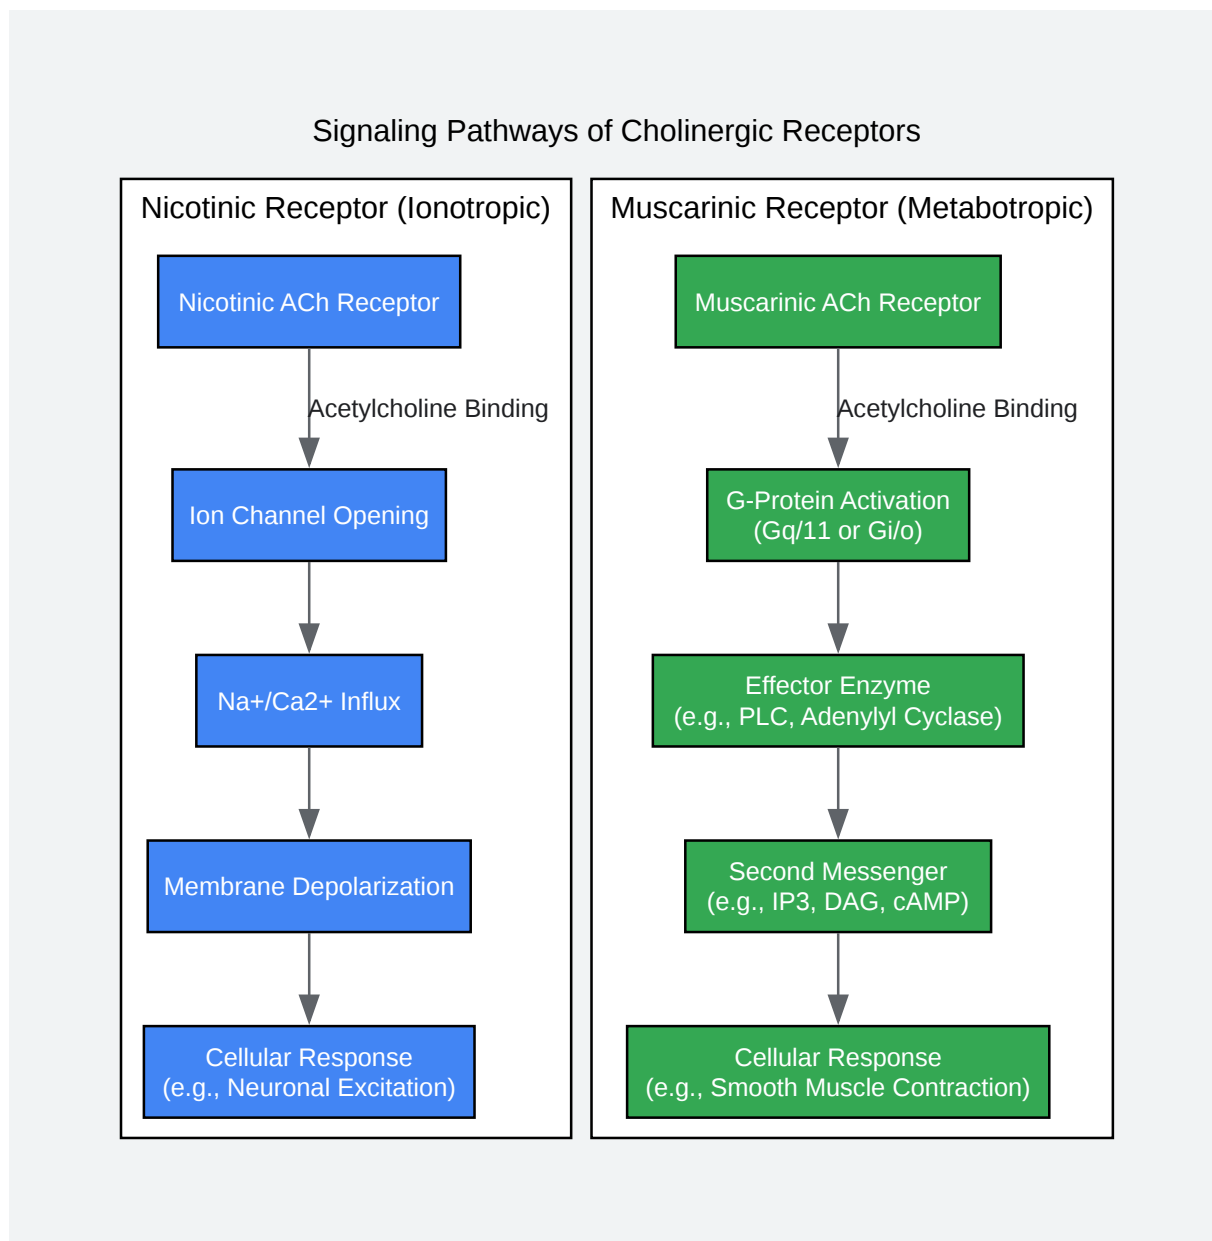 Signaling Pathways of Cholinergic Receptors
Nicotinic Receptor (Ionotropic)
Nicotinic ACh Receptor
Acetylcholine Binding
Ion Channel Opening
Na+/Ca2+ Influx
Membrane Depolarization
Cellular Response
(e.g., Neuronal Excitation)
Muscarinic Receptor (Metabotropic)
Muscarinic ACh Receptor
Acetylcholine Binding
G-Protein Activation
(Gq/11 or Gi/o)
Effector Enzyme
(e.g., PLC, Adenylyl Cyclase)
Second Messenger
(e.g., IP3, DAG, cAMP)
Cellular Response
(e.g., Smooth Muscle Contraction)